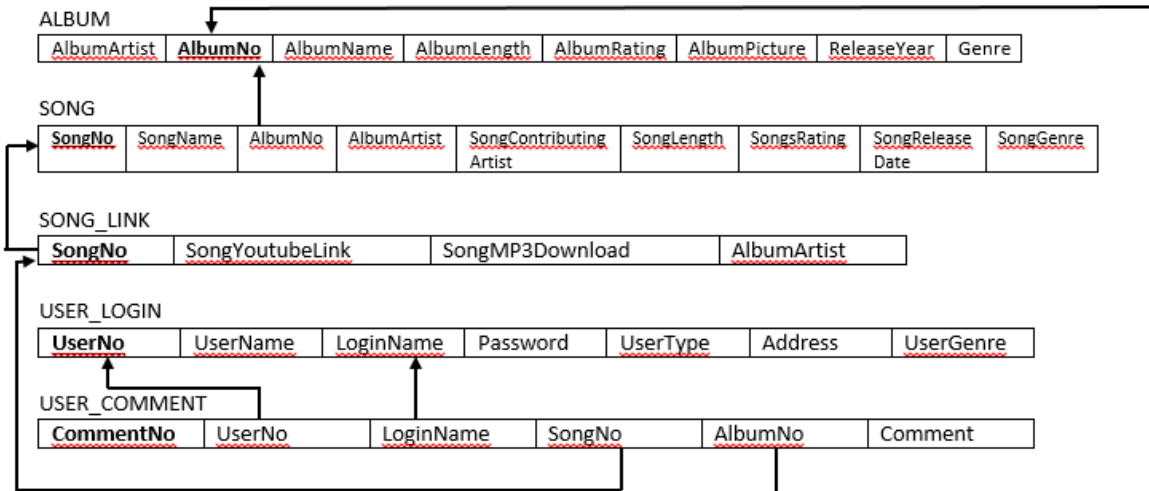 ALBUM
AlbumArtist AlbumNo AlbumName AlbumLength AlbumRating AlbumPicture ReleaseYear Genre
SONG
SongNo SongName AlbumNo AlbumArtist SongContributing SongLength SongsRating SongRelease SongGenre
Artist Date
SONG_LINK
SongNo SongYoutubeLink SongMP3Download AlbumArtist
USER_LOGIN
UserNo UserName LoginName Password UserType Address UserGenre
USER_COMMENT
CommentNo UserNo LoginName SongNo AlbumNo Comment